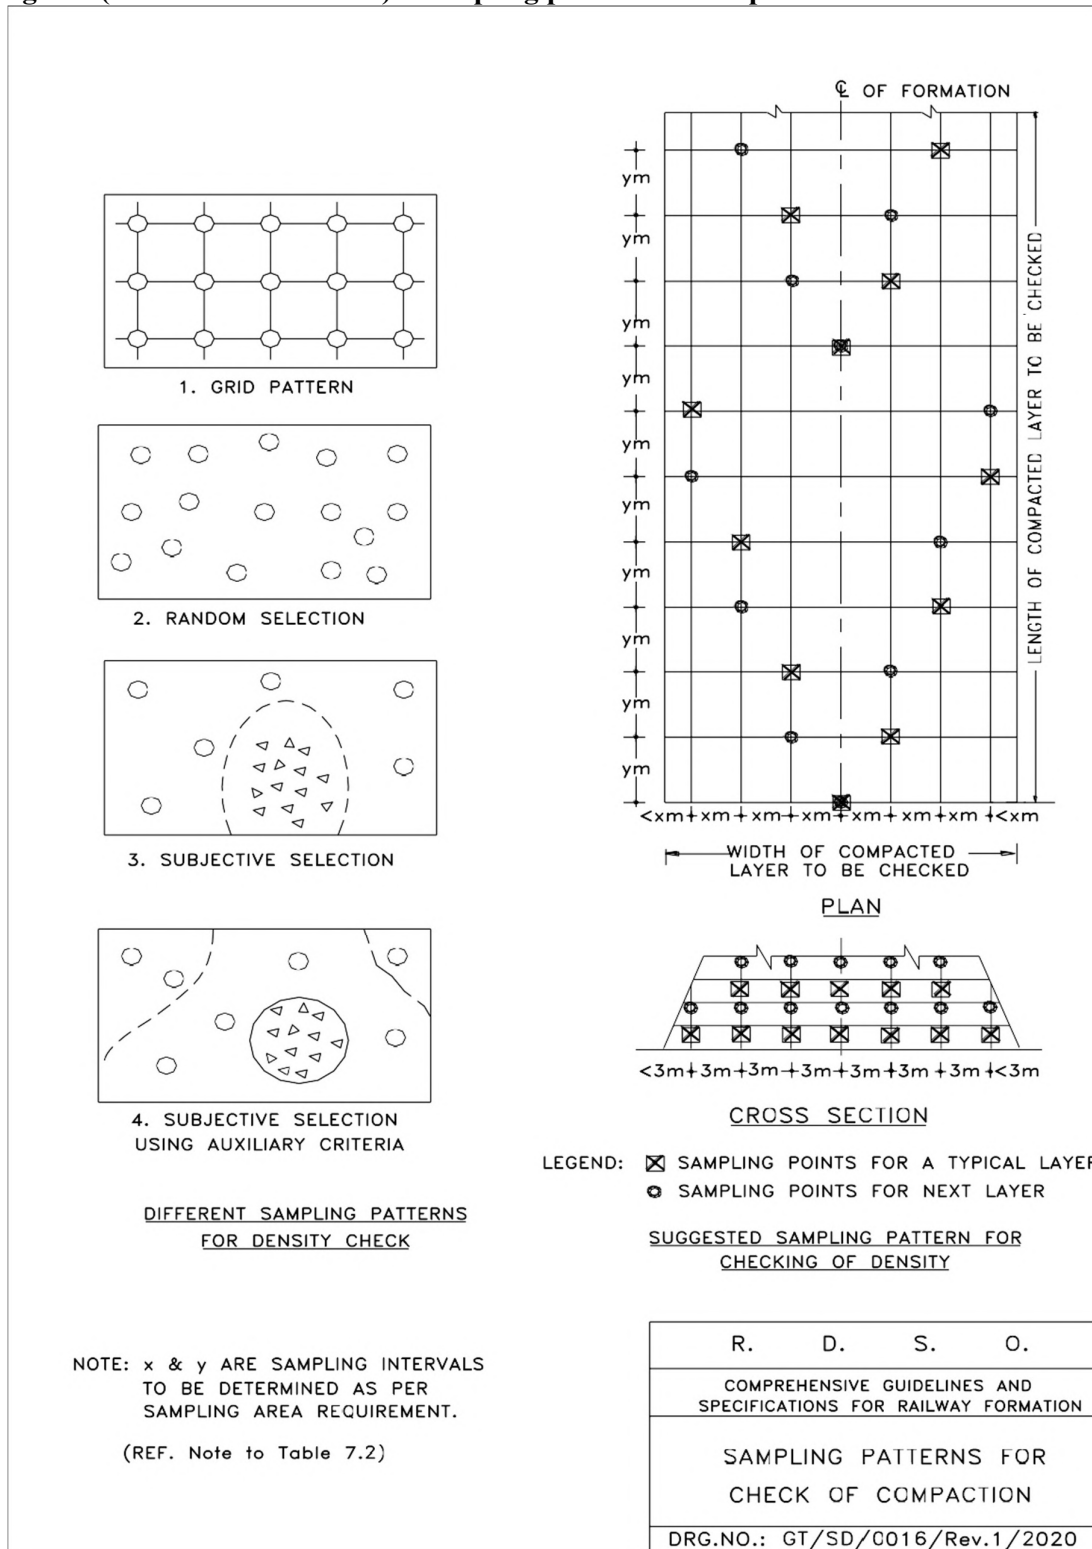 ℄ OF FORMATION
ym
ym
ym
ym
ym
ym
ym
ym
ym
ym
LENGTH OF COMPACTED LAYER TO BE CHECKED
<xm xm xm xm xm xm <xm
WIDTH OF COMPACTED
LAYER TO BE CHECKED
PLAN
<3m 3m 3m 3m 3m 3m 3m <3m
CROSS SECTION
LEGEND: SAMPLING POINTS FOR A TYPICAL LAYER
SAMPLING POINTS FOR NEXT LAYER
SUGGESTED SAMPLING PATTERN FOR
CHECKING OF DENSITY
1. GRID PATTERN
2. RANDOM SELECTION
3. SUBJECTIVE SELECTION
4. SUBJECTIVE SELECTION
USING AUXILIARY CRITERIA
DIFFERENT SAMPLING PATTERNS
FOR DENSITY CHECK
NOTE: x & y ARE SAMPLING INTERVALS
TO BE DETERMINED AS PER
SAMPLING AREA REQUIREMENT.
(REF. Note to Table 7.2)
R. D. S. O.
COMPREHENSIVE GUIDELINES AND
SPECIFICATIONS FOR RAILWAY FORMATION
SAMPLING PATTERNS FOR
CHECK OF COMPACTION
DRG.NO.: GT/SD/0016/Rev.1/2020